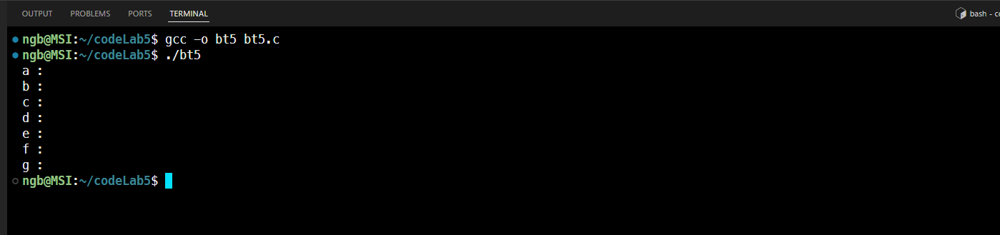 OUTPUT PROBLEMS PORTS TERMINAL bash - c
ngb@MSI:~/codeLab5$ gcc -o bt5 bt5.c
ngb@MSI:~/codeLab5$ ./bt5
a :
b :
c :
d :
e :
f :
g :
ngb@MSI:~/codeLab5$